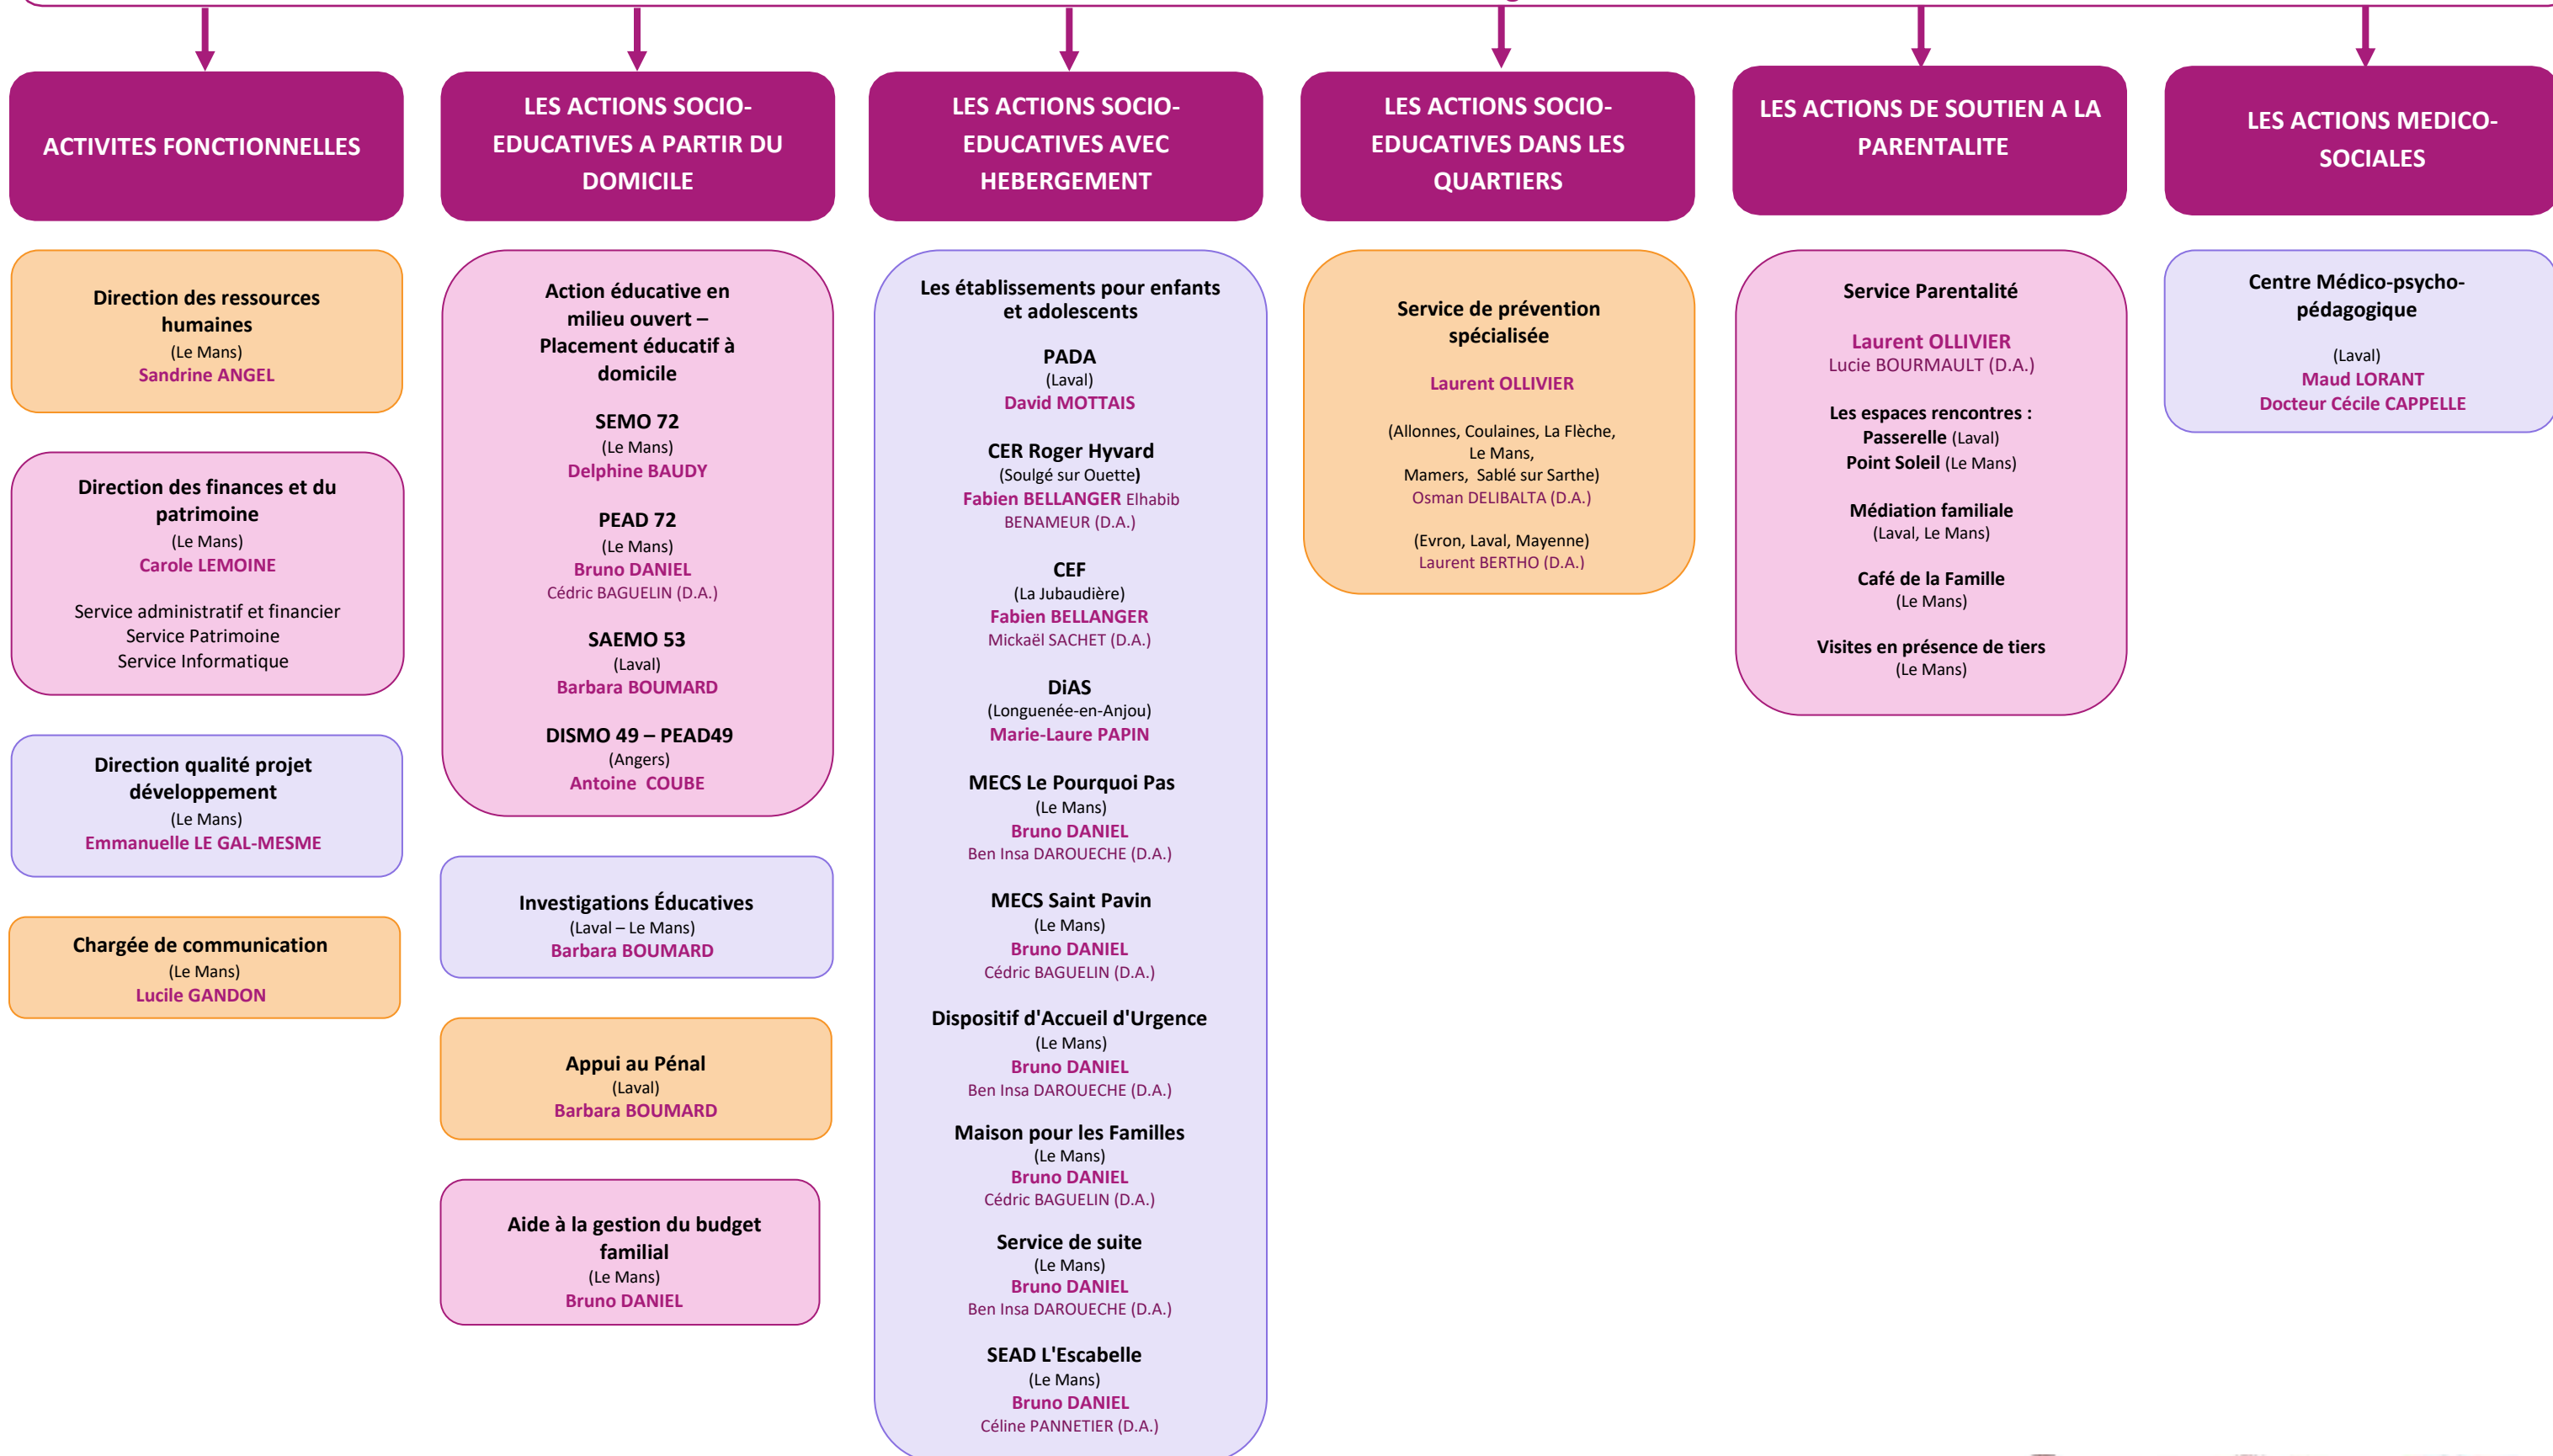 ACTIVITES FONCTIONNELLES
Direction des ressources
humaines
(Le Mans)
Sandrine ANGEL
Direction des finances et du
patrimoine
(Le Mans)
Carole LEMOINE
Service administratif et financier
Service Patrimoine
Service Informatique
Direction qualité projet
développement
(Le Mans)
Emmanuelle LE GAL-MESME
Chargée de communication
(Le Mans)
Lucile GANDON
LES ACTIONS SOCIO-
EDUCATIVES A PARTIR DU
DOMICILE
Action éducative en
milieu ouvert –
Placement éducatif à
domicile
SEMO 72
(Le Mans)
Delphine BAUDY
PEAD 72
(Le Mans)
Bruno DANIEL
Cédric BAGUELIN (D.A.)
SAEMO 53
(Laval)
Barbara BOUMARD
DISMO 49 – PEAD49
(Angers)
Antoine COUBE
Investigations Éducatives
(Laval – Le Mans)
Barbara BOUMARD
Appui au Pénal
(Laval)
Barbara BOUMARD
Aide à la gestion du budget
familial
(Le Mans)
Bruno DANIEL
LES ACTIONS SOCIO-
EDUCATIVES AVEC
HEBERGEMENT
Les établissements pour enfants
et adolescents
PADA
(Laval)
David MOTTAIS
CER Roger Hyvard
(Soulgé sur Ouette)
Fabien BELLANGER Elhabib
BENAMEUR (D.A.)
CEF
(La Jubaudière)
Fabien BELLANGER
Mickaël SACHET (D.A.)
DiAS
(Longuenée-en-Anjou)
Marie-Laure PAPIN
MECS Le Pourquoi Pas
(Le Mans)
Bruno DANIEL
Ben Insa DAROUECHE (D.A.)
MECS Saint Pavin
(Le Mans)
Bruno DANIEL
Cédric BAGUELIN (D.A.)
Dispositif d'Accueil d'Urgence
(Le Mans)
Bruno DANIEL
Ben Insa DAROUECHE (D.A.)
Maison pour les Familles
(Le Mans)
Bruno DANIEL
Cédric BAGUELIN (D.A.)
Service de suite
(Le Mans)
Bruno DANIEL
Ben Insa DAROUECHE (D.A.)
SEAD L'Escabelle
(Le Mans)
Bruno DANIEL
Céline PANNETIER (D.A.)
LES ACTIONS SOCIO-
EDUCATIVES DANS LES
QUARTIERS
Service de prévention
spécialisée
Laurent OLLIVIER
(Allonnes, Coulaines, La Flèche,
Le Mans,
Mamers, Sablé sur Sarthe)
Osman DELIBALTA (D.A.)
(Evron, Laval, Mayenne)
Laurent BERTHO (D.A.)
LES ACTIONS DE SOUTIEN A LA
PARENTALITE
Service Parentalité
Laurent OLLIVIER
Lucie BOURMAULT (D.A.)
Les espaces rencontres :
Passerelle (Laval)
Point Soleil (Le Mans)
Médiation familiale
(Laval, Le Mans)
Café de la Famille
(Le Mans)
Visites en présence de tiers
(Le Mans)
LES ACTIONS MEDICO-
SOCIALES
Centre Médico-psycho-
pédagogique
(Laval)
Maud LORANT
Docteur Cécile CAPPELLE